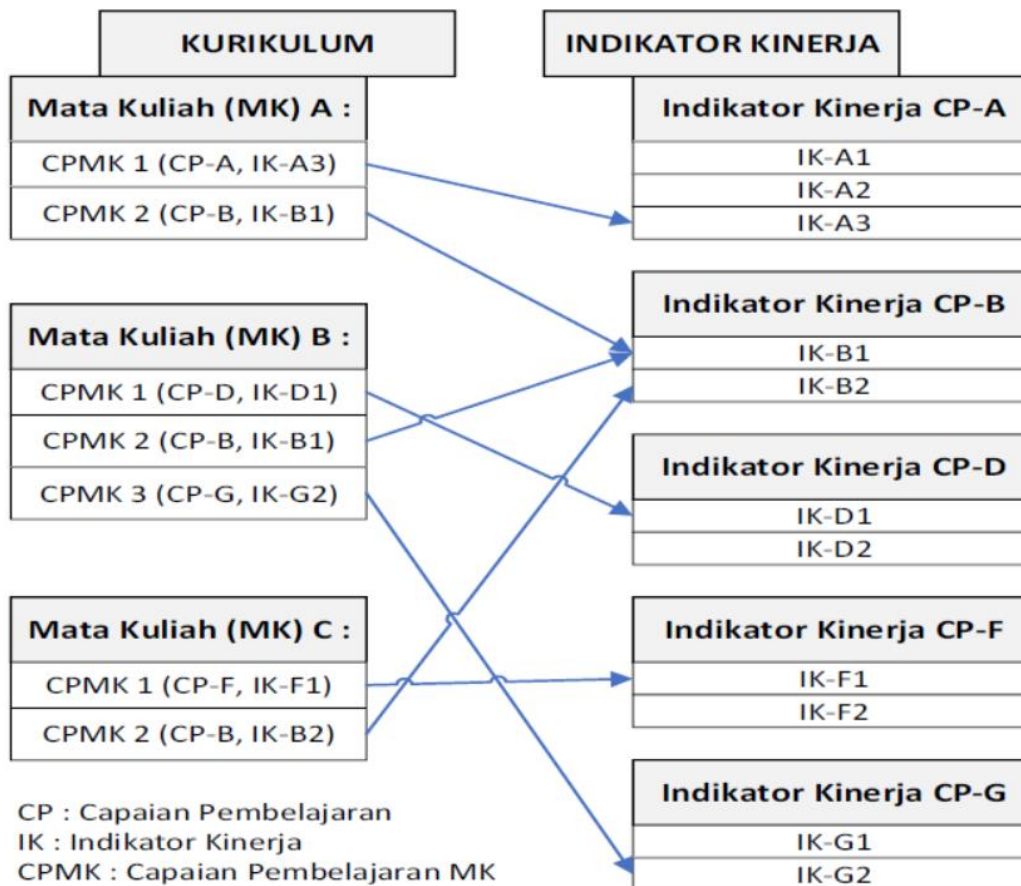 KURIKULUM
Mata Kuliah (MK) A :
CPMK 1 (CP-A, IK-A3)
CPMK 2 (CP-B, IK-B1)
Mata Kuliah (MK) B :
CPMK 1 (CP-D, IK-D1)
CPMK 2 (CP-B, IK-B1)
CPMK 3 (CP-G, IK-G2)
Mata Kuliah (MK) C :
CPMK 1 (CP-F, IK-F1)
CPMK 2 (CP-B, IK-B2)
CP : Capaian Pembelajaran
IK : Indikator Kinerja
CPMK : Capaian Pembelajaran MK
INDIKATOR KINERJA
Indikator Kinerja CP-A
IK-A1
IK-A2
IK-A3
Indikator Kinerja CP-B
IK-B1
IK-B2
Indikator Kinerja CP-D
IK-D1
IK-D2
Indikator Kinerja CP-F
IK-F1
IK-F2
Indikator Kinerja CP-G
IK-G1
IK-G2